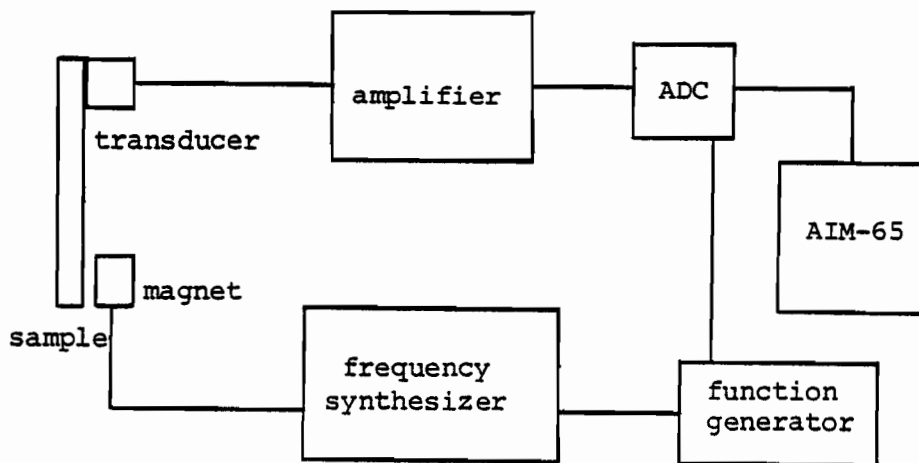 amplifier
ADC
transducer
AIM-65
magnet
sample
frequency
synthesizer
function
generator